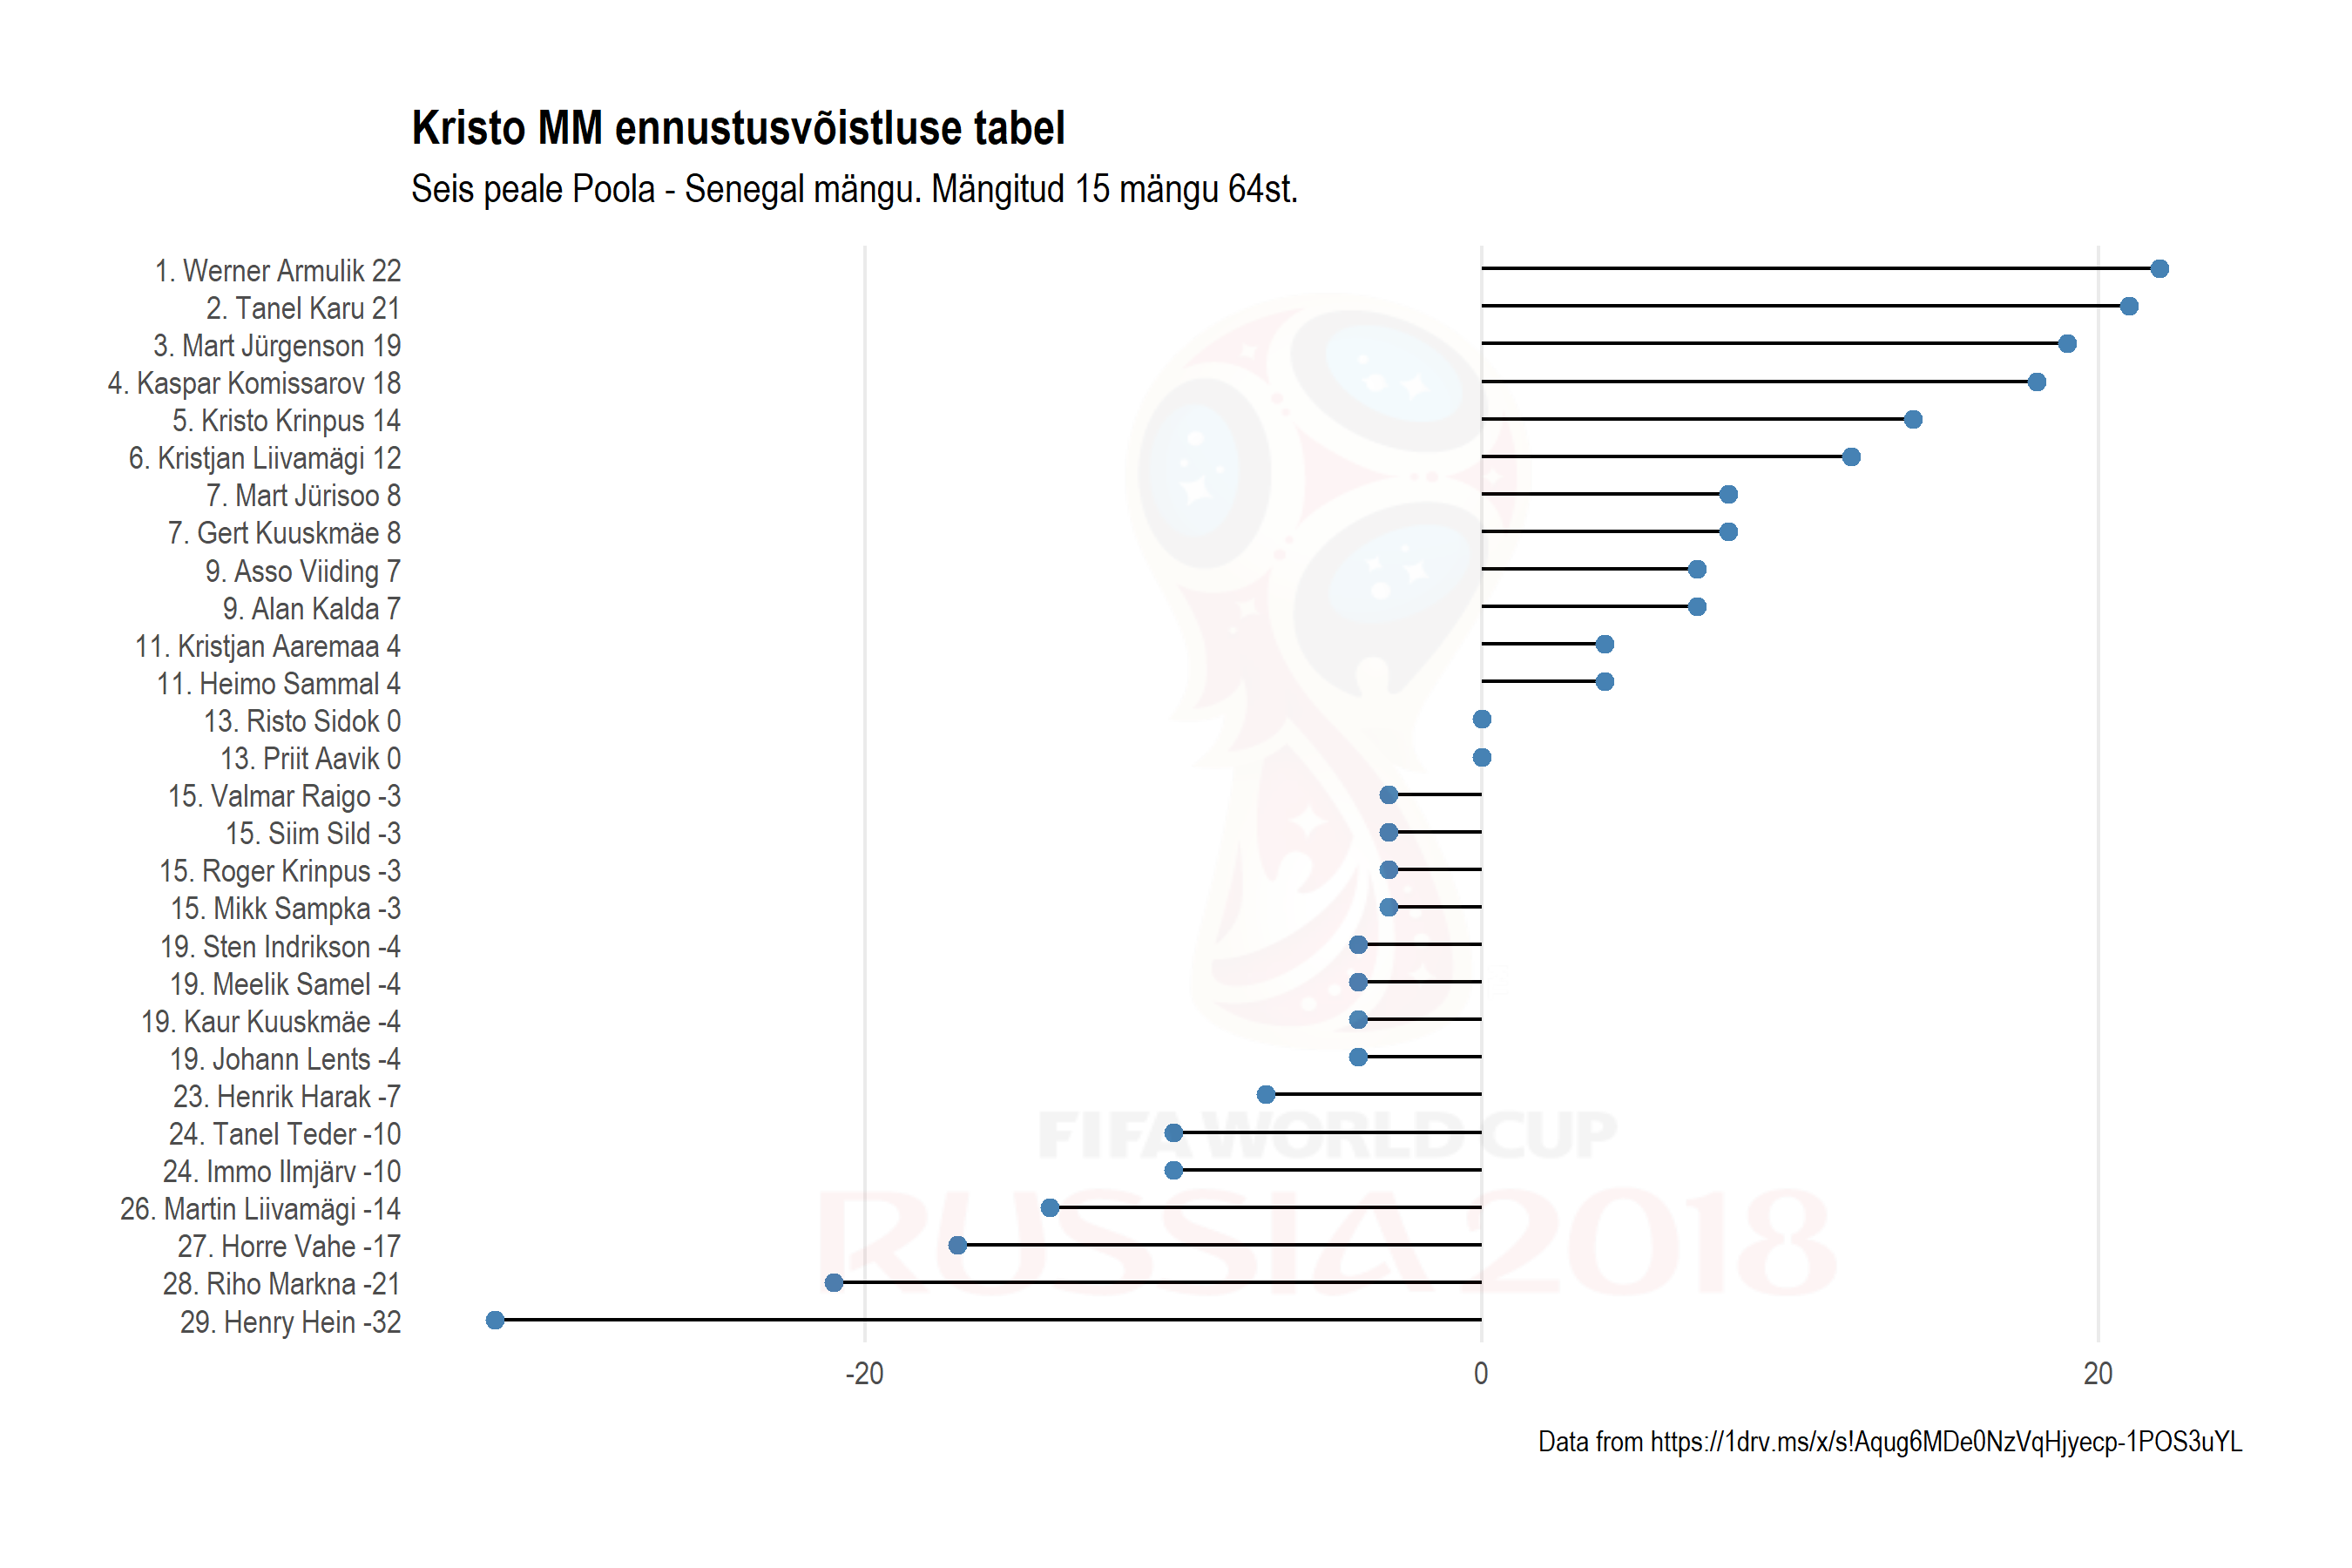 Kristo MM ennustusvõistluse tabel
Seis peale Poola - Senegal mängu. Mängitud 15 mängu 64st.
1. Werner Armulik 22
2. Tanel Karu 21
3. Mart Jürgenson 19
4. Kaspar Komissarov 18
5. Kristo Krinpus 14
6. Kristjan Liivamägi 12
7. Mart Jürisoo 8
7. Gert Kuuskmäe 8
9. Asso Viiding 7
9. Alan Kalda 7
11. Kristjan Aaremaa 4
11. Heimo Sammal 4
13. Risto Sidok 0
13. Priit Aavik 0
15. Valmar Raigo -3
15. Siim Sild -3
15. Roger Krinpus -3
15. Mikk Sampka -3
19. Sten Indrikson -4
19. Meelik Samel -4
19. Kaur Kuuskmäe -4
19. Johann Lents -4
23. Henrik Harak -7
24. Tanel Teder -10
24. Immo Ilmjärv -10
26. Martin Liivamägi -14
27. Horre Vahe -17
28. Riho Markna -21
29. Henry Hein -32
FIFA WORLD CUP
RUSSIA 2018
-20 0 20
Data from https://1drv.ms/x/s!Aqug6MDe0NzVqHjyecp-1POS3uYL